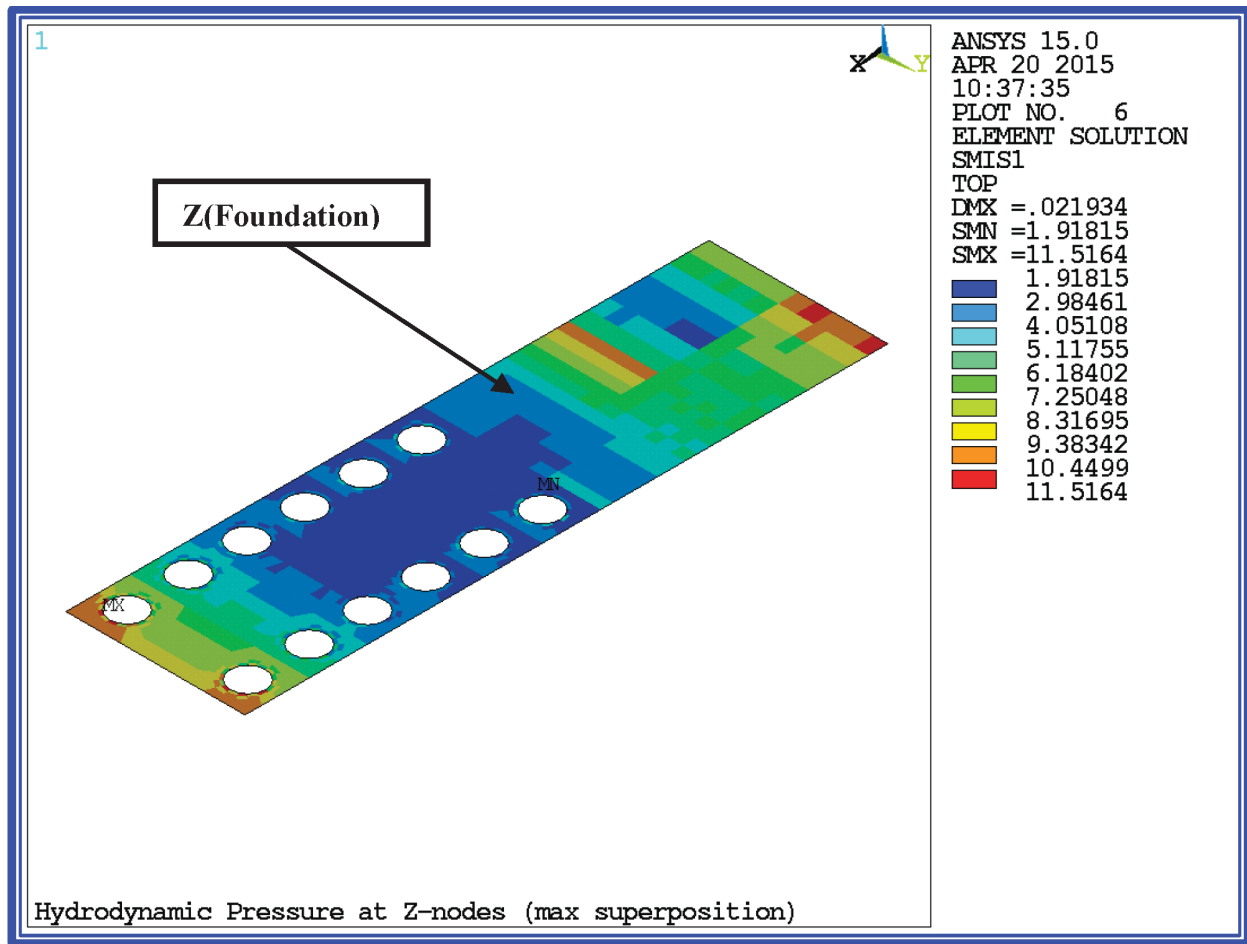 1
X
Y
Z(Foundation)
MN
MX
Hydrodynamic Pressure at Z-nodes (max superposition)
ANSYS 15.0
APR 20 2015
10:37:35
PLOT NO. 6
ELEMENT SOLUTION
SMIS1
TOP
DMX =.021934
SMN =1.91815
SMX =11.5164
1.91815
2.98461
4.05108
5.11755
6.18402
7.25048
8.31695
9.38342
10.4499
11.5164